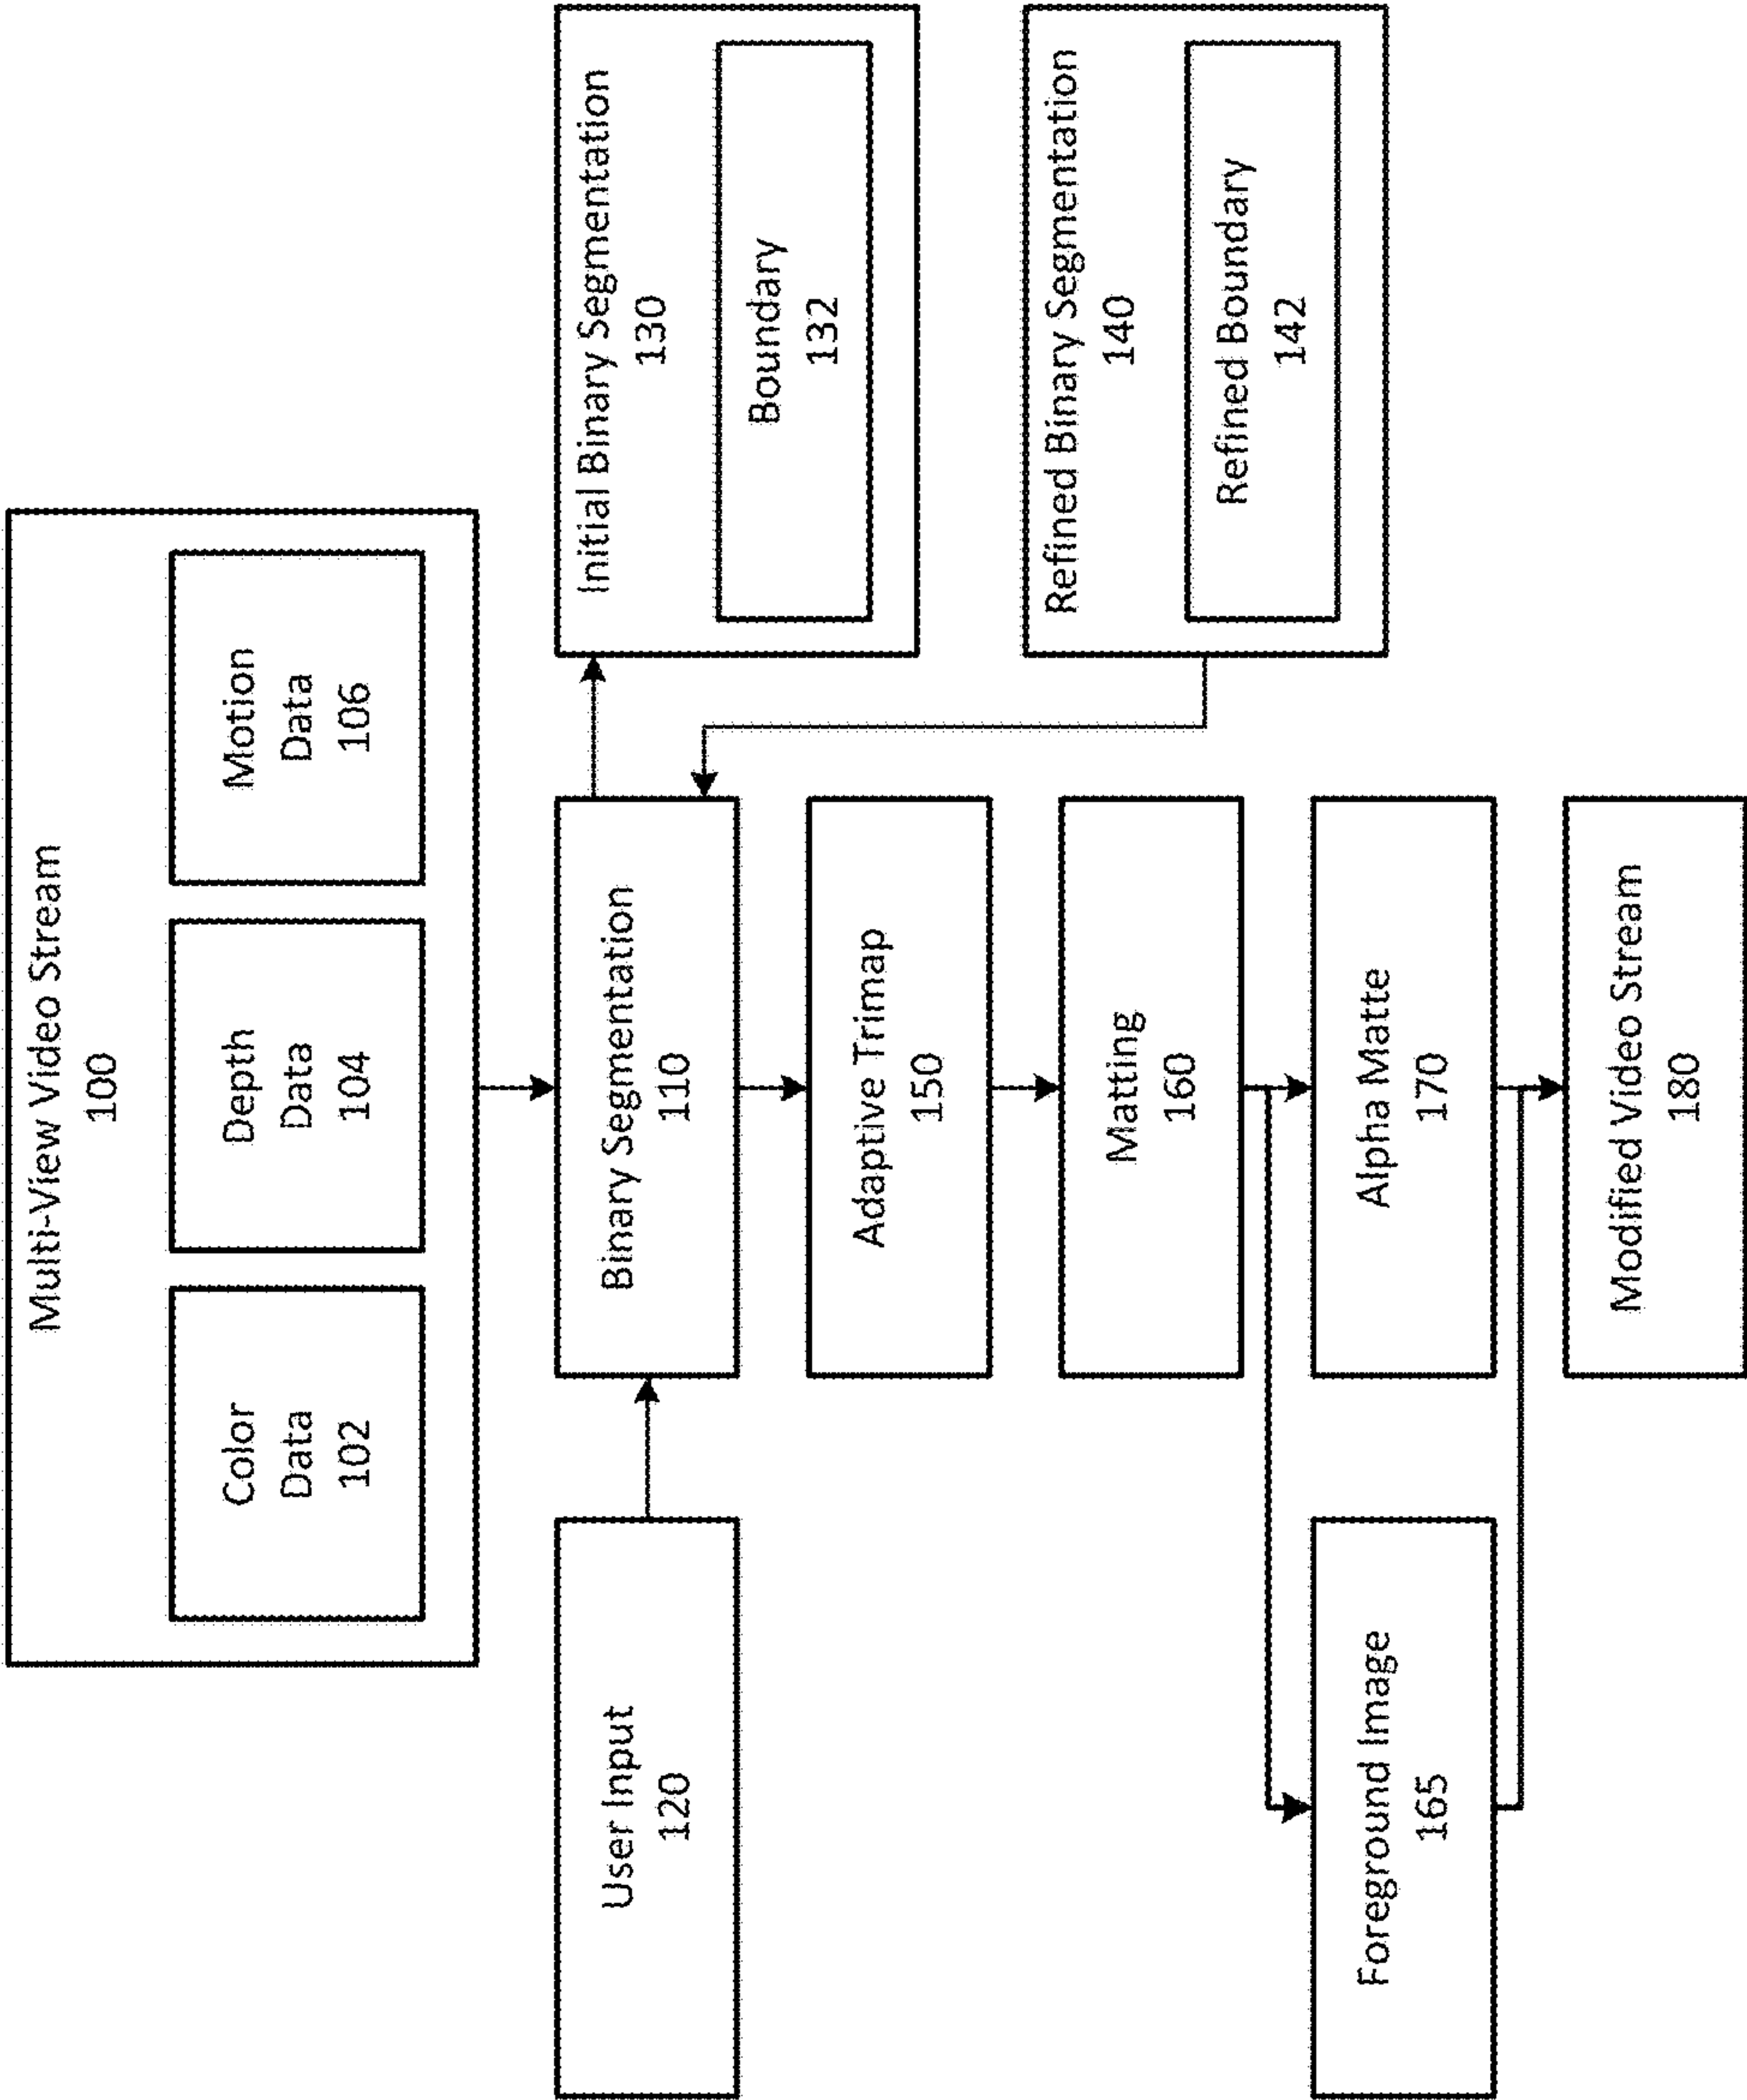 Multi-View Video Stream
100
Color
Data
102
Depth
Data
104
Motion
Data
106
User Input
120
Binary Segmentation
110
Initial Binary Segmentation
130
Boundary
132
Adaptive Trimap
150
Refined Binary Segmentation
140
Refined Boundary
142
Matting
160
Foreground Image
165
Alpha Matte
170
Modified Video Stream
180